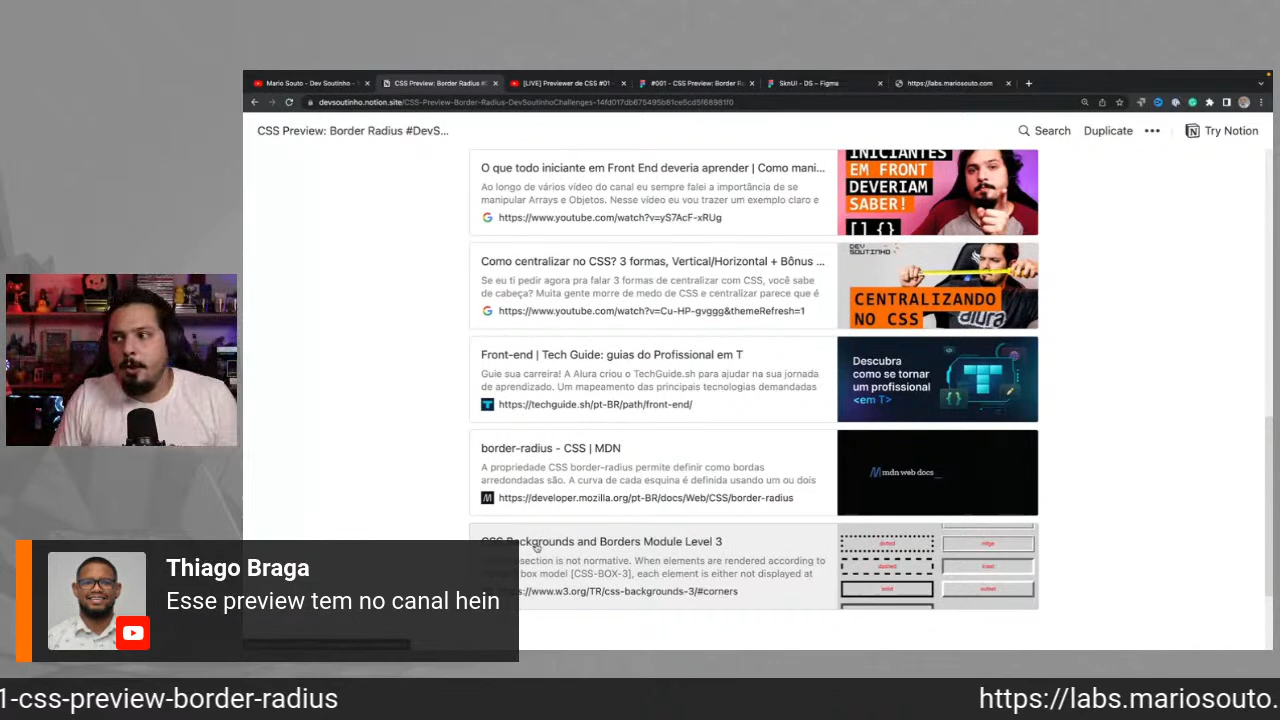 Mario Souto - Dev Soutinho -
CSS Preview: Border Radius #
[LIVE] Previewer de CSS #01
#001 - CSS Preview: Border R
SknUI - DS – Figma
https://labs.mariosouto.com
devsoutinho.notion.site/CSS-Preview-Border-Radius-DevSoutinhoChallenges-14fd017db675495b81ce5cd5f68981f0
CSS Preview: Border Radius #DevS...
Search
Duplicate
Try Notion
O que todo iniciante em Front End deveria aprender | Como mani...
Ao longo de vários vídeo do canal eu sempre falei a importância de se
manipular Arrays e Objetos. Nesse vídeo eu vou trazer um exemplo claro e
https://www.youtube.com/watch?v=yS7AcF-xRUg
INICIANTES
EM FRONT
DEVERIAM
SABER!
[] {}
Como centralizar no CSS? 3 formas, Vertical/Horizontal + Bônus ...
Se eu ti pedir agora pra falar 3 formas de centralizar com CSS, você sabe
de cabeça? Muita gente morre de medo de CSS e centralizar parece que é
https://www.youtube.com/watch?v=Cu-HP-gvggg&themeRefresh=1
DEV
SOUTINHO
CENTRALIZANDO
NO CSS
alura
Front-end | Tech Guide: guias do Profissional em T
Guie sua carreira! A Alura criou o TechGuide.sh para ajudar na sua jornada
de aprendizado. Um mapeamento das principais tecnologias demandadas
https://techguide.sh/pt-BR/path/front-end/
Descubra
como se tornar
um profissional
<em T>
border-radius - CSS | MDN
A propriedade CSS border-radius permite definir como bordas
arredondadas são. A curva de cada esquina é definida usando um ou dois
https://developer.mozilla.org/pt-BR/docs/Web/CSS/border-radius
mdn web docs_
CSS Backgrounds and Borders Module Level 3
section is not normative. When elements are rendered according to
box model [CSS-BOX-3], each element is either not displayed at
www.w3.org/TR/css-backgrounds-3/#corners
dotted
ridge
dashed
inset
solid
outset
Thiago Braga
Esse preview tem no canal hein
1-css-preview-border-radius
https://labs.mariosouto.